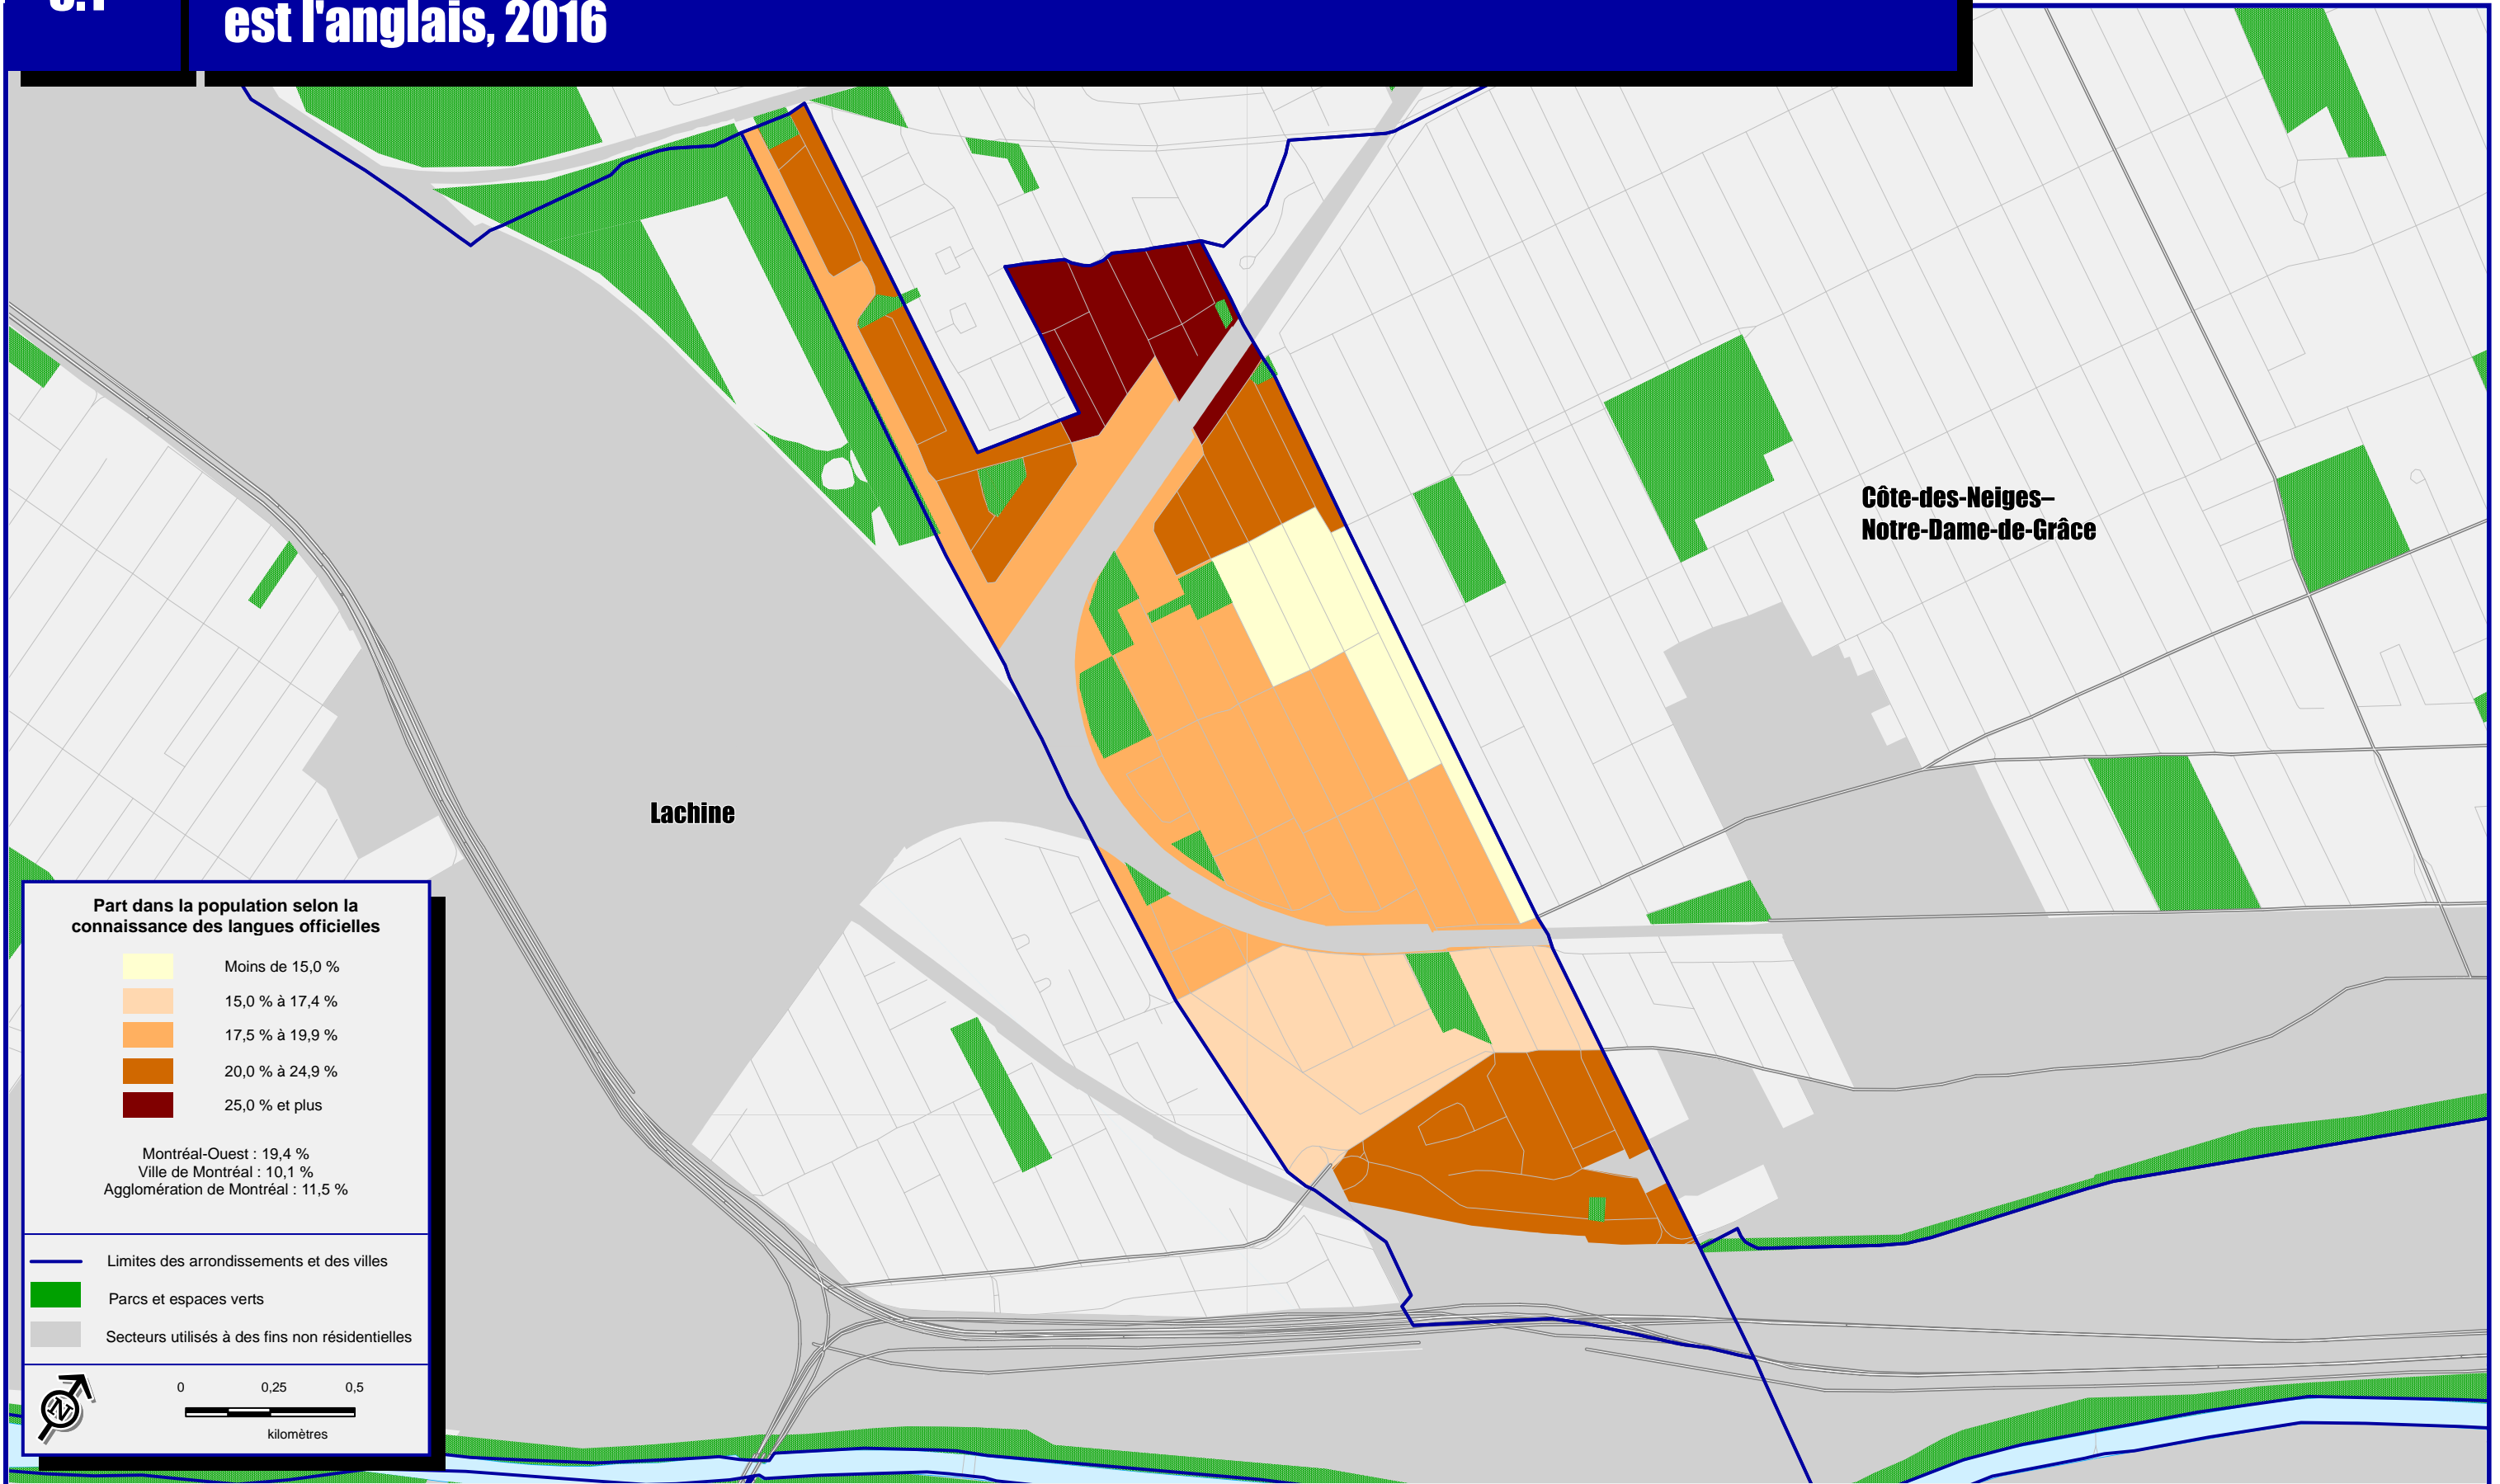 est l'anglais, 2016
Côte-des-Neiges–
Notre-Dame-de-Grâce
Lachine
Part dans la population selon la
connaissance des langues officielles
Moins de 15,0 %
15,0 % à 17,4 %
17,5 % à 19,9 %
20,0 % à 24,9 %
25,0 % et plus
Montréal-Ouest : 19,4 %
Ville de Montréal : 10,1 %
Agglomération de Montréal : 11,5 %
Limites des arrondissements et des villes
Parcs et espaces verts
Secteurs utilisés à des fins non résidentielles
N
0 0,25 0,5
kilomètres